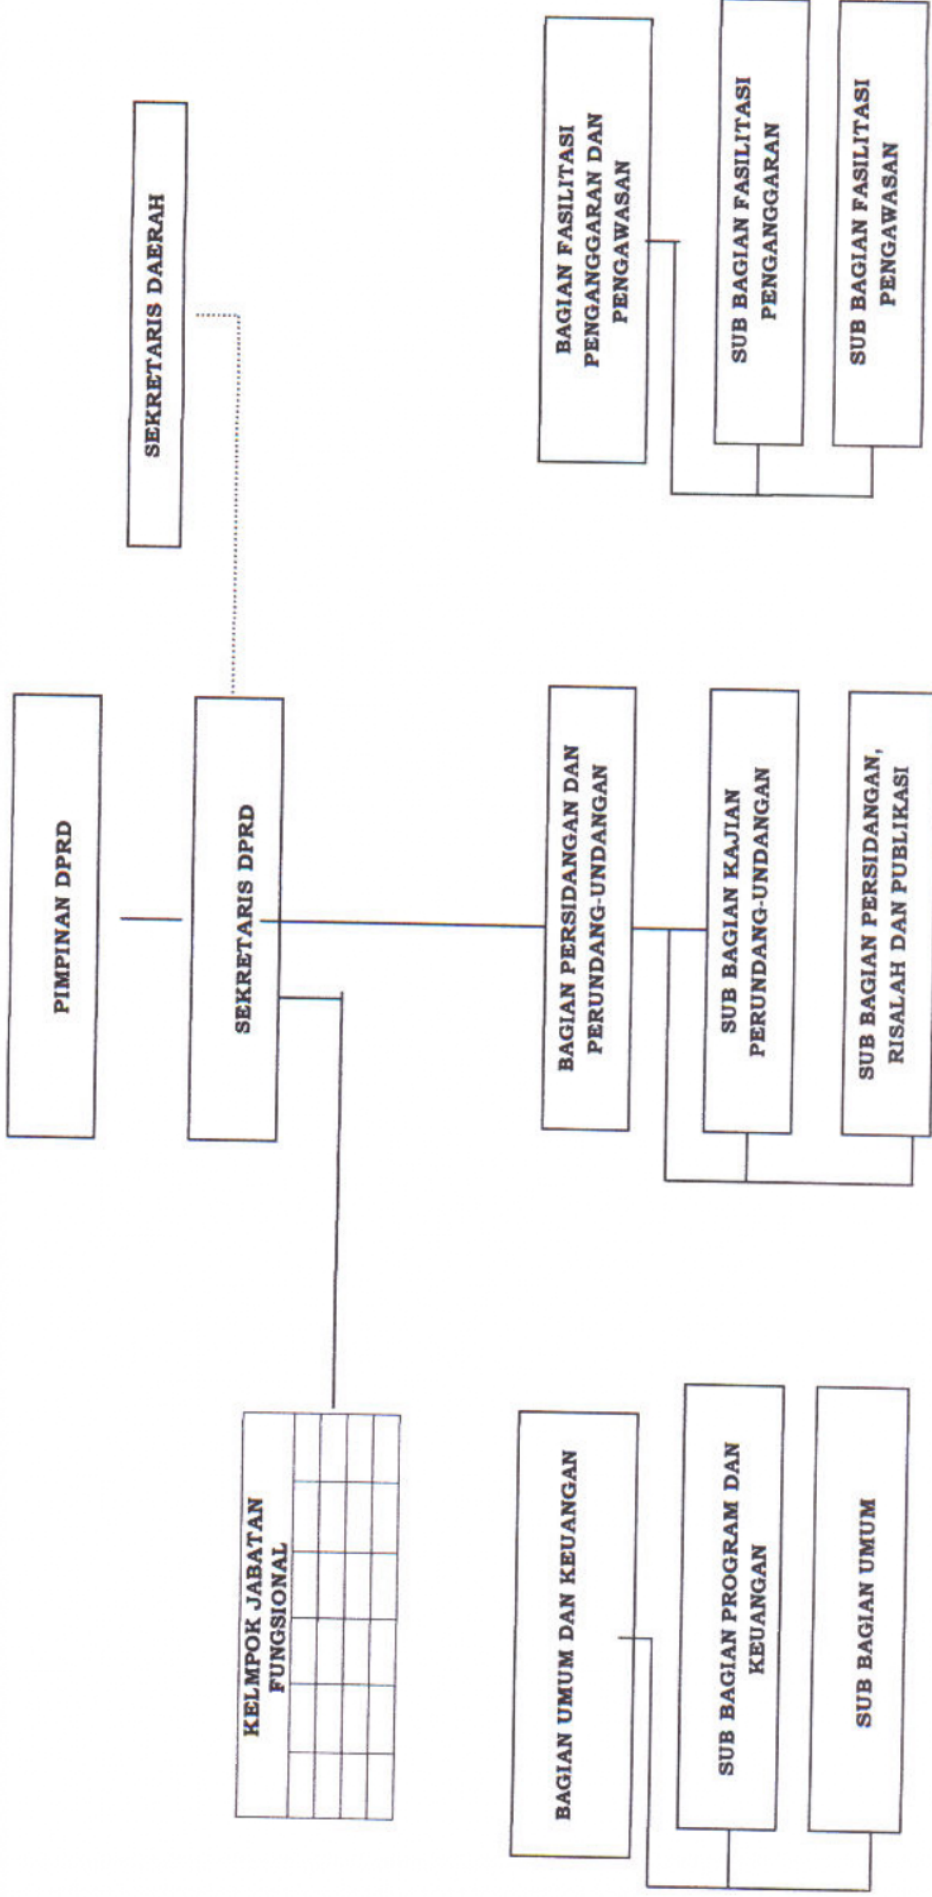 PIMPINAN DPRD
SEKRETARIS DAERAH
SEKRETARIS DPRD
KELMPOK JABATAN
FUNGSIONAL
BAGIAN UMUM DAN KEUANGAN
BAGIAN PERSIDANGAN DAN
PERUNDANG-UNDANGAN
BAGIAN FASILITASI
PENGANGGARAN DAN
PENGAWASAN
SUB BAGIAN PROGRAM DAN
KEUANGAN
SUB BAGIAN KAJIAN
PERUNDANG-UNDANGAN
SUB BAGIAN FASILITASI
PENGANGGARAN
SUB BAGIAN UMUM
SUB BAGIAN PERSIDANGAN,
RISALAH DAN PUBLIKASI
SUB BAGIAN FASILITASI
PENGAWASAN